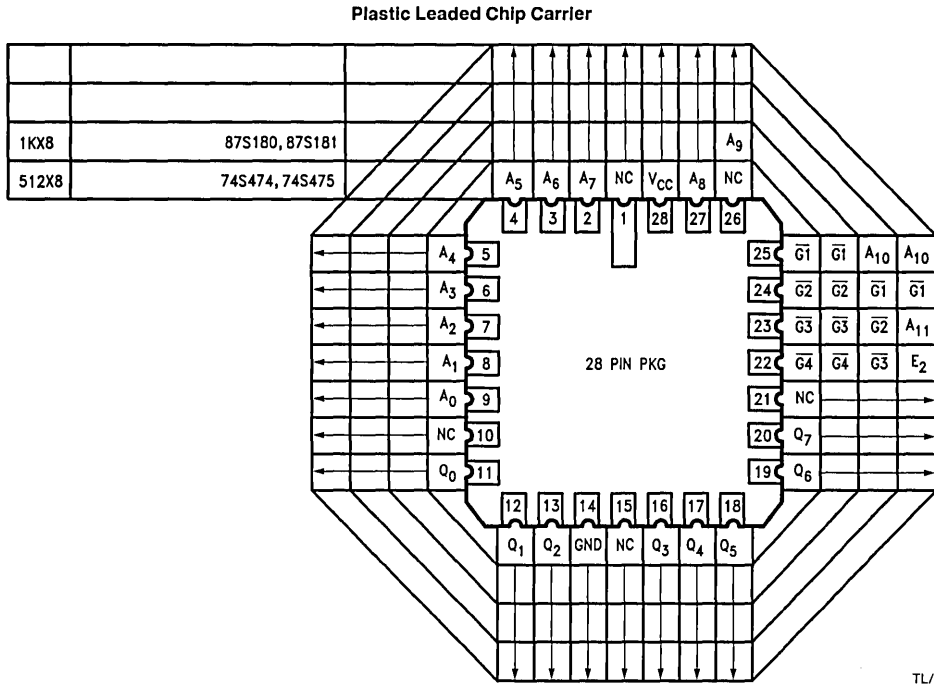 Plastic Leaded Chip Carrier
1KX8 87S180, 87S181 A9
512X8 74S474, 74S475 A5 A6 A7 NC VCC A8 NC
4 3 2 1 28 27 26
A4 5 25 G1 G1 A10 A10
A3 6 24 G2 G2 G1 G1
A2 7 23 G3 G3 G2 A11
A1 8 28 PIN PKG 22 G4 G4 G3 E2
A0 9 21 NC
NC 10 20 Q7
Q0 11 19 Q6
12 13 14 15 16 17 18
Q1 Q2 GND NC Q3 Q4 Q5
TL/